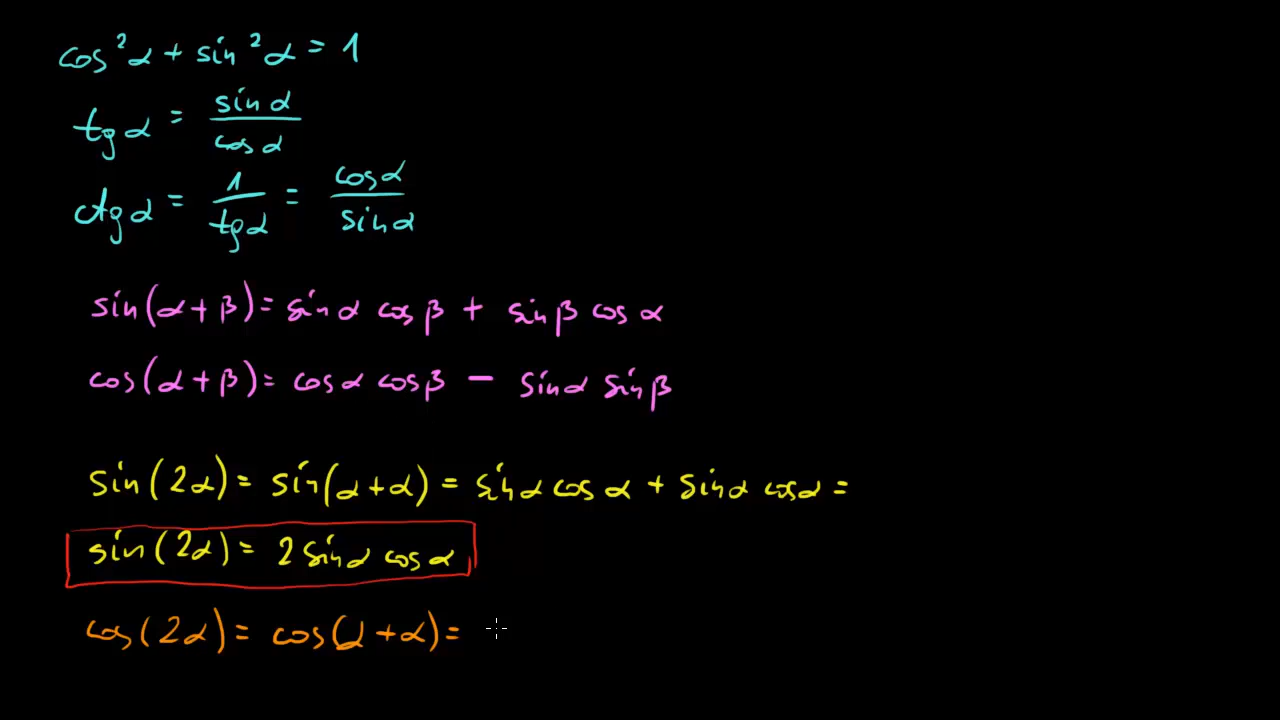 cos²α + sin²α = 1
tgα = sinα / cosα
ctgα = 1 / tgα = cosα / sinα
sin(α+β) = sinα cosβ + sinβ cosα
cos(α+β) = cosα cosβ - sinα sinβ
sin(2α) = sin(α+α) = sinα cosα + sinα cosα =
sin(2α) = 2 sinα cosα
cos(2α) = cos(α+α) =